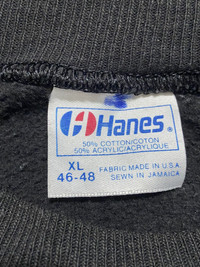 Hanes®
50% COTTON/COTON
50% ACRYLIC/ACRYLIQUE
XL
46-48
FABRIC MADE IN U.S.A.
SEWN IN JAMAICA